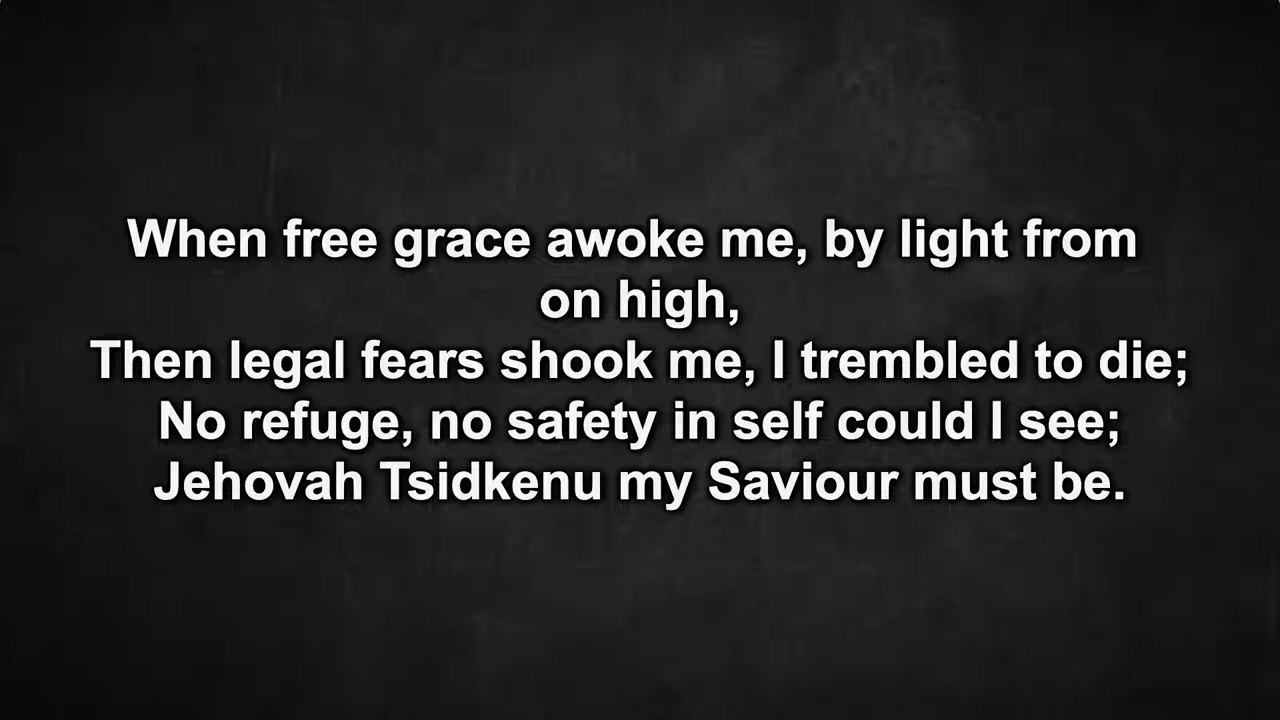 When free grace awoke me, by light from
on high,
Then legal fears shook me, I trembled to die;
No refuge, no safety in self could I see;
Jehovah Tsidkenu my Saviour must be.